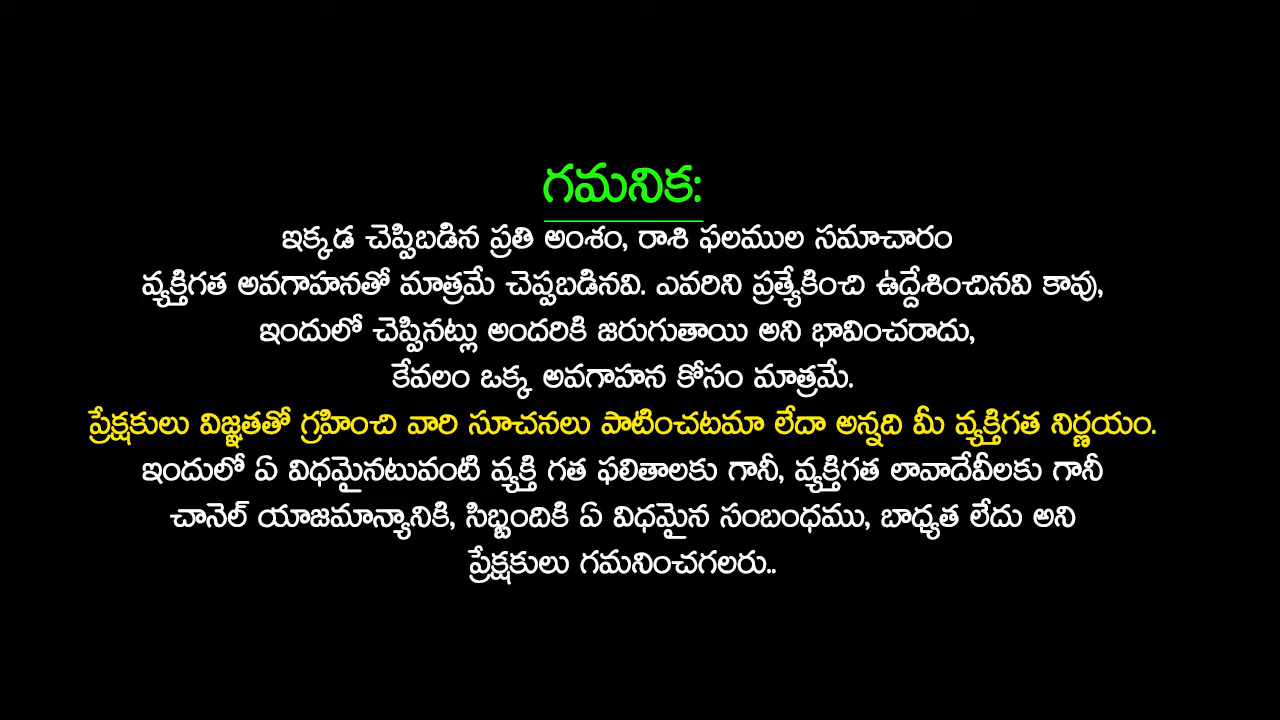 గమనిక:
ఇక్కడ చెప్పిబడిన ప్రతి అంశం, రాశి ఫలముల సమాచారం
వ్యక్తిగత అవగాహనతో మాత్రమే చెప్పబడినవి. ఎవరిని ప్రత్యేకించి ఉద్దేశించినవి కావు,
ఇందులో చెప్పినట్లు అందరికి జరుగుతాయి అని భావించరాదు,
కేవలం ఒక్క అవగాహన కోసం మాత్రమే.
ప్రేక్షకులు విజ్ఞతతో గ్రహించి వారి సూచనలు పాటించటమా లేదా అన్నది మీ వ్యక్తిగత నిర్ణయం.
ఇందులో ఏ విధమైనటువంటి వ్యక్తి గత ఫలితాలకు గానీ, వ్యక్తిగత లావాదేవీలకు గానీ
చానెల్ యాజమాన్యానికి, సిబ్బందికి ఏ విధమైన సంబంధము, బాధ్యత లేదు అని
ప్రేక్షకులు గమనించగలరు..